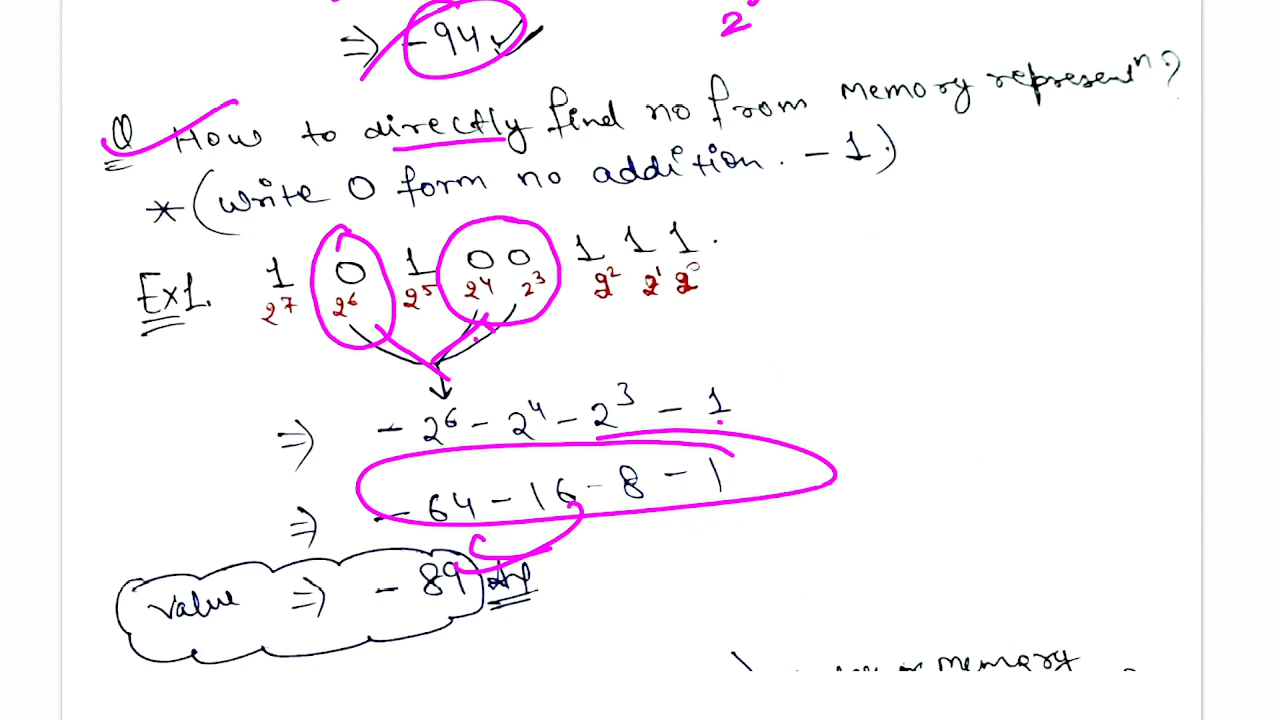 ⇒ -94
2
Q How to directly find no from memory representⁿ?
* (Write 0 form no addition. - 1)
Ex1. 1 0 1 0 0 1 1 1.
2⁷ 2⁶ 2⁵ 2⁴ 2³ 2² 2¹ 2⁰
⇒ - 2⁶ - 2⁴ - 2³ - 1
⇒ - 64 - 16 - 8 - 1
Value ⇒ - 89
memory